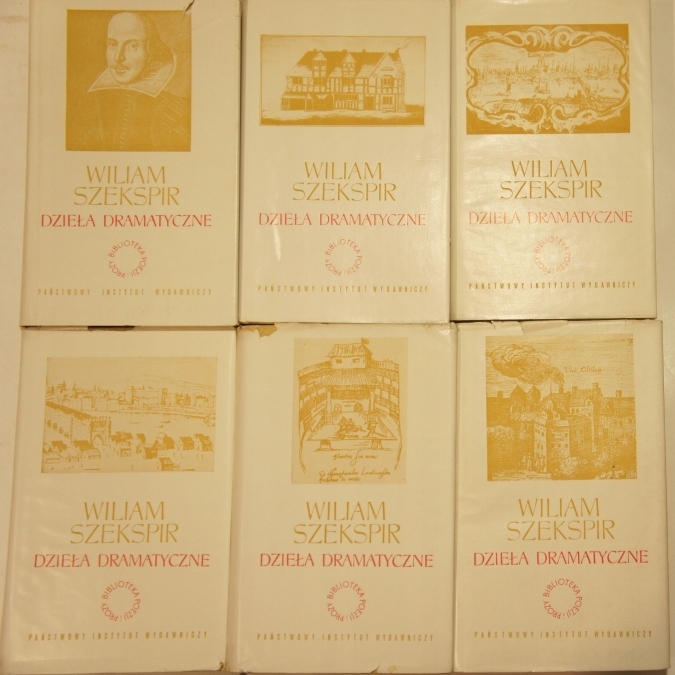 WILIAM
SZEKSPIR
DZIEŁA DRAMATYCZNE
BIBLIOTEKA POEZJI I PROZY
PAŃSTWOWY INSTYTUT WYDAWNICZY
WILIAM
SZEKSPIR
DZIEŁA DRAMATYCZNE
BIBLIOTEKA POEZJI I PROZY
PAŃSTWOWY INSTYTUT WYDAWNICZY
WILIAM
SZEKSPIR
DZIEŁA DRAMATYCZNE
BIBLIOTEKA POEZJI I PROZY
PAŃSTWOWY INSTYTUT WYDAWNICZY
WILIAM
SZEKSPIR
DZIEŁA DRAMATYCZNE
BIBLIOTEKA POEZJI I PROZY
PAŃSTWOWY INSTYTUT WYDAWNICZY
WILIAM
SZEKSPIR
DZIEŁA DRAMATYCZNE
BIBLIOTEKA POEZJI I PROZY
PAŃSTWOWY INSTYTUT WYDAWNICZY
WILIAM
SZEKSPIR
DZIEŁA DRAMATYCZNE
BIBLIOTEKA POEZJI I PROZY
PAŃSTWOWY INSTYTUT WYDAWNICZY